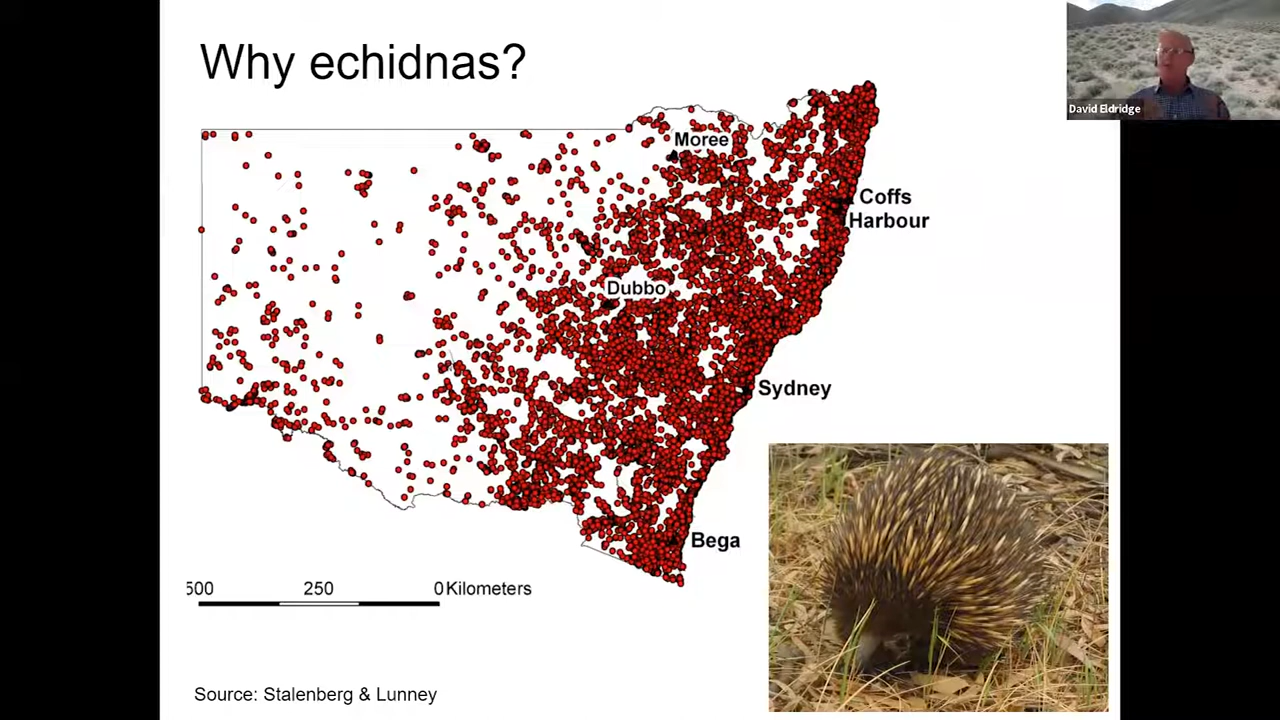 Why echidnas?
David Eldridge
Moree
Coffs
Harbour
Dubbo
Sydney
Bega
500 250 0 Kilometers
Source: Stalenberg & Lunney